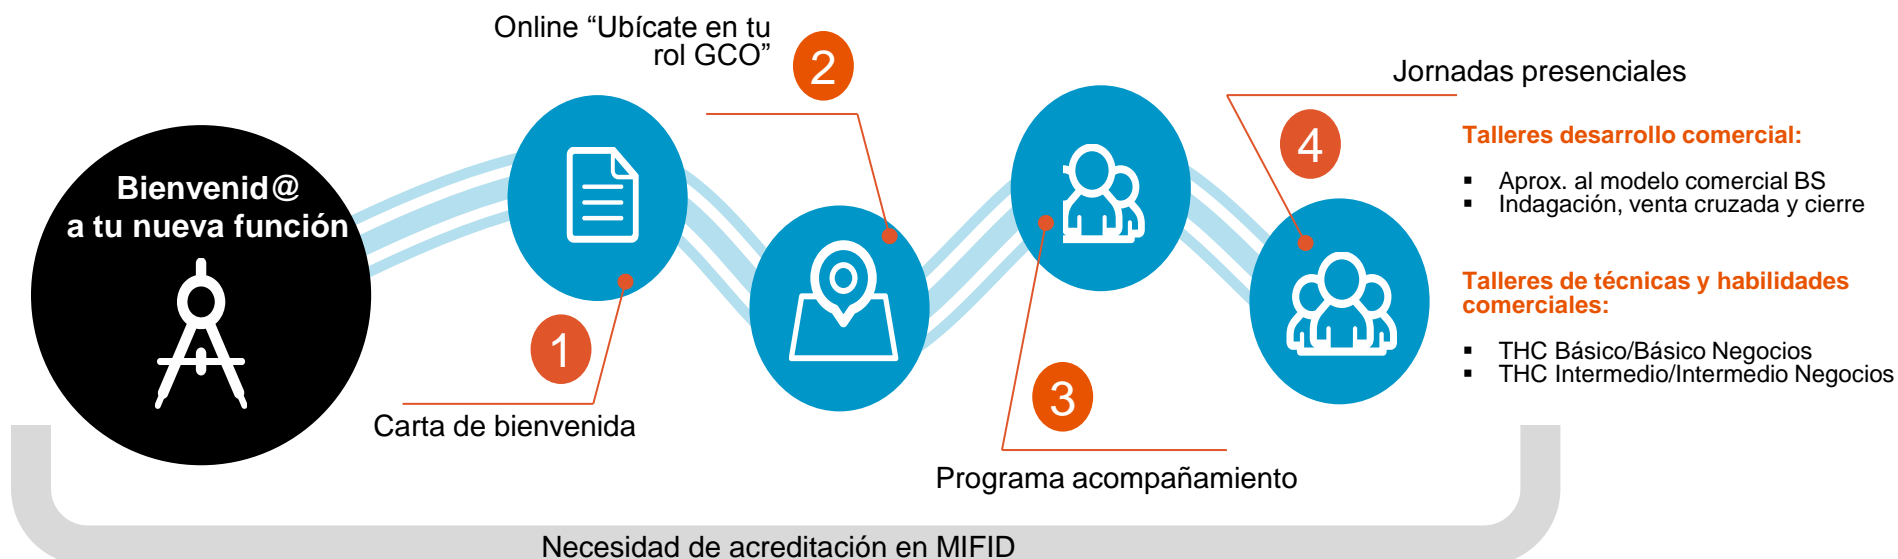 Bienvenid@
a tu nueva función
1
Carta de bienvenida
Online “Ubícate en tu
rol GCO”
2
3
Programa acompañamiento
Jornadas presenciales
4
Talleres desarrollo comercial:
▪ Aprox. al modelo comercial BS
▪ Indagación, venta cruzada y cierre
Talleres de técnicas y habilidades
comerciales:
▪ THC Básico/Básico Negocios
▪ THC Intermedio/Intermedio Negocios
Necesidad de acreditación en MIFID